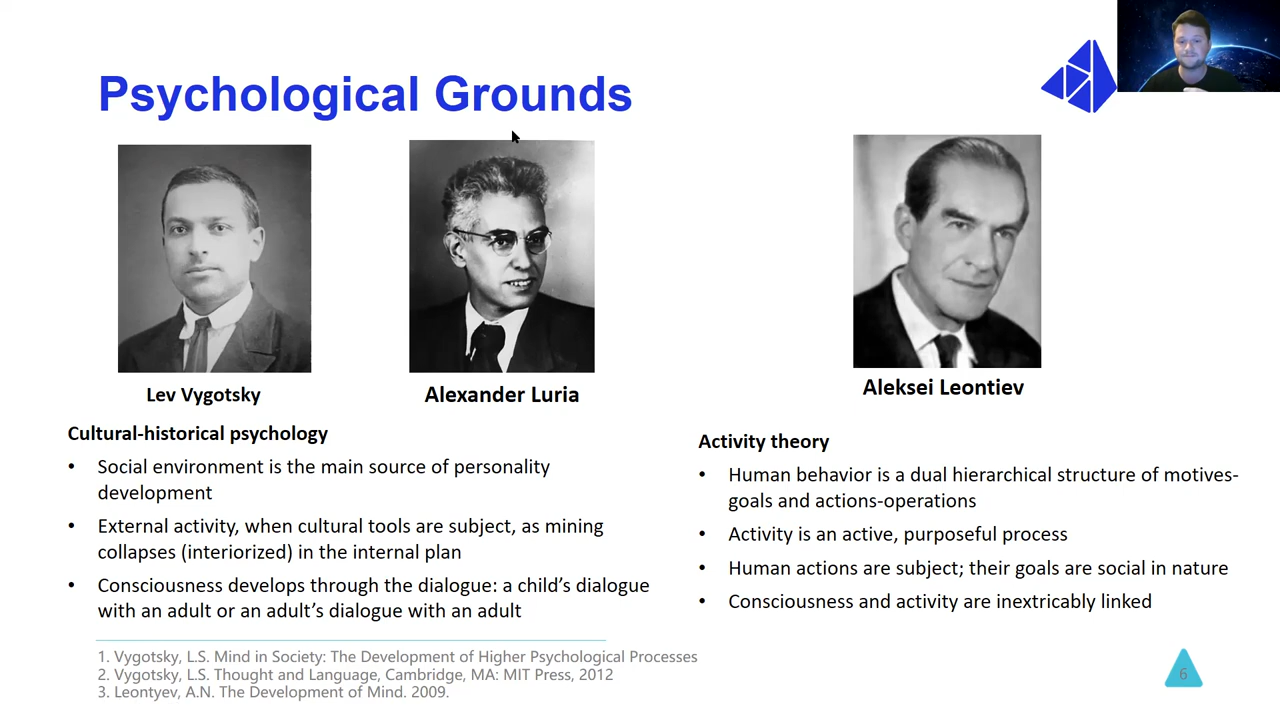 Psychological Grounds
Lev Vygotsky
Alexander Luria
Aleksei Leontiev
Cultural-historical psychology
• Social environment is the main source of personality
development
• External activity, when cultural tools are subject, as mining
collapses (interiorized) in the internal plan
• Consciousness develops through the dialogue: a child’s dialogue
with an adult or an adult’s dialogue with an adult
Activity theory
• Human behavior is a dual hierarchical structure of motives-
goals and actions-operations
• Activity is an active, purposeful process
• Human actions are subject; their goals are social in nature
• Consciousness and activity are inextricably linked
1. Vygotsky, L.S. Mind in Society: The Development of Higher Psychological Processes
2. Vygotsky, L.S. Thought and Language, Cambridge, MA: MIT Press, 2012
3. Leontyev, A.N. The Development of Mind. 2009.
6